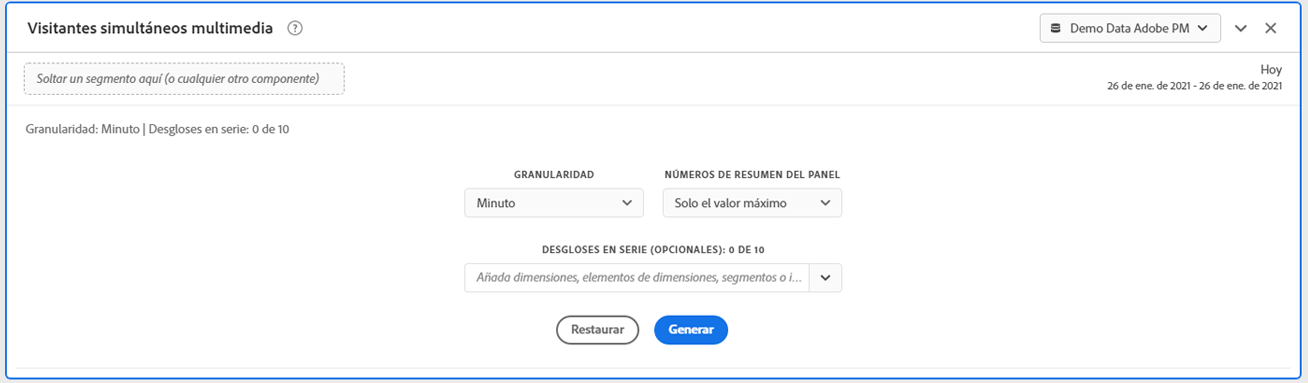 Visitantes simultáneos multimedia ?
Demo Data Adobe PM
Soltar un segmento aquí (o cualquier otro componente)
Hoy
26 de ene. de 2021 - 26 de ene. de 2021
Granularidad: Minuto | Desgloses en serie: 0 de 10
GRANULARIDAD
NÚMEROS DE RESUMEN DEL PANEL
Minuto
Solo el valor máximo
DESGLOSES EN SERIE (OPCIONALES): 0 DE 10
Añada dimensiones, elementos de dimensiones, segmentos o i...
Restaurar
Generar